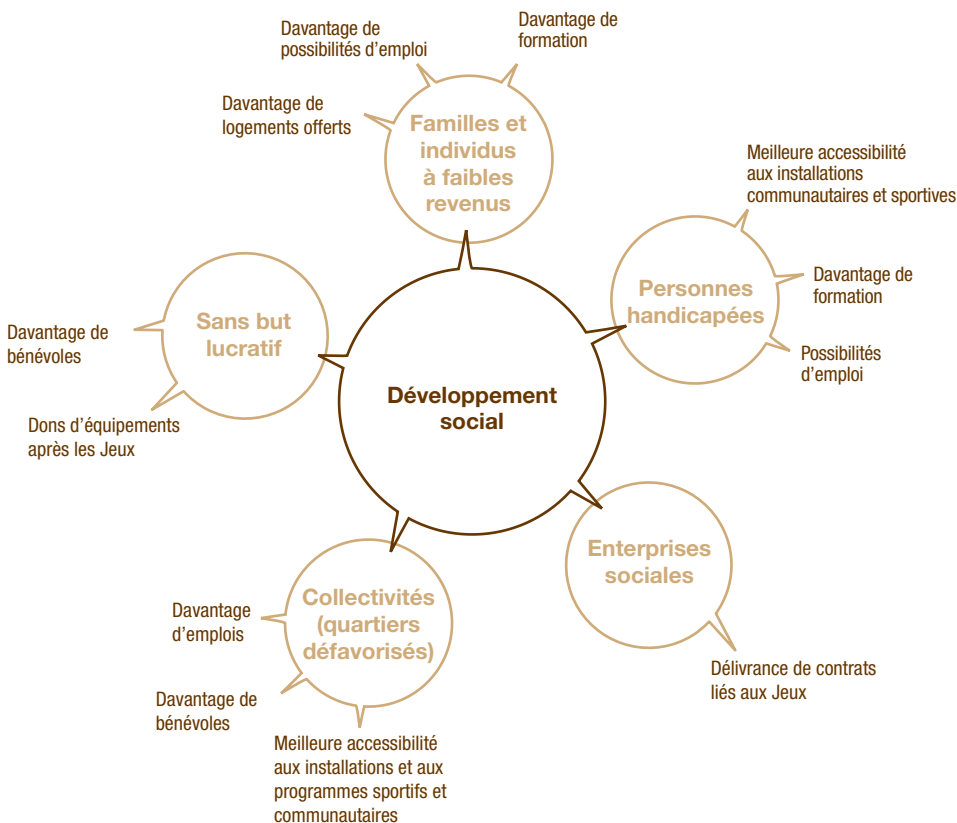 Davantage de
possibilités d'emploi
Davantage de
formation
Davantage de
logements offerts
Familles et
individus
à faibles
revenus
Meilleure accessibilité
aux installations
communautaires et sportives
Davantage de
formation
Possibilités
d'emploi
Personnes
handicapées
Sans but
lucratif
Davantage de
bénévoles
Dons d'équipements
après les Jeux
Développement
social
Enterprises
sociales
Délivrance de contrats
liés aux Jeux
Collectivités
(quartiers
défavorisés)
Davantage
d'emplois
Davantage de
bénévoles
Meilleure accessibilité
aux installations et aux
programmes sportifs et
communautaires